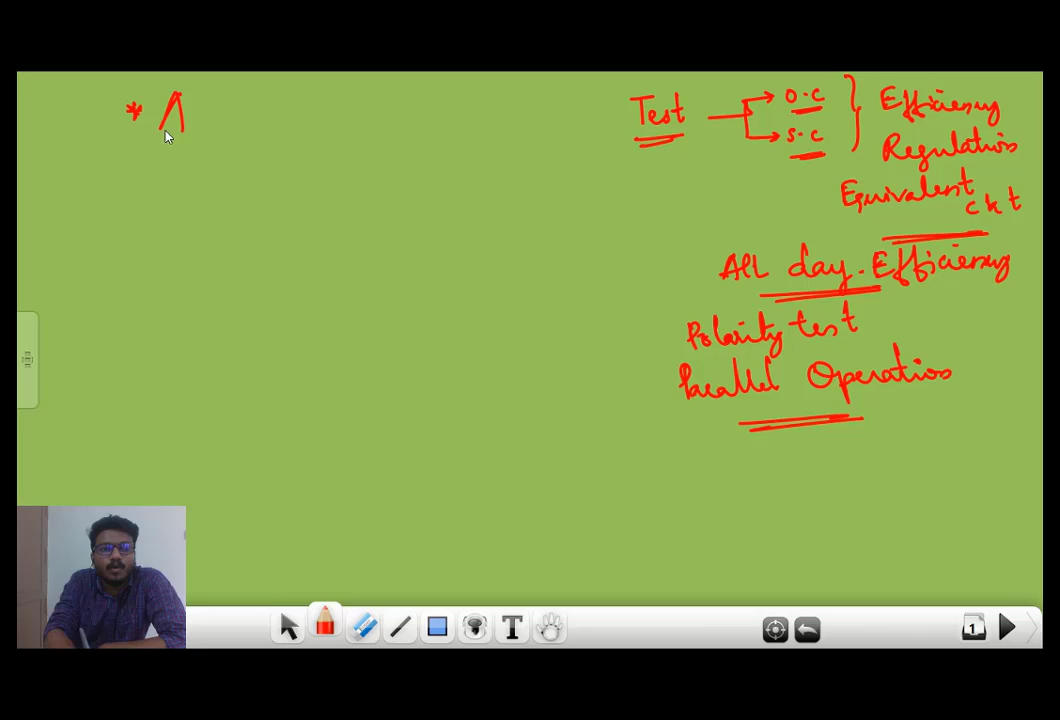 *
Test
O.C
S.C
Efficiency
Regulation
Equivalent
ckt
All day. Efficiency
Polarity test
Parallel Operation
T
1